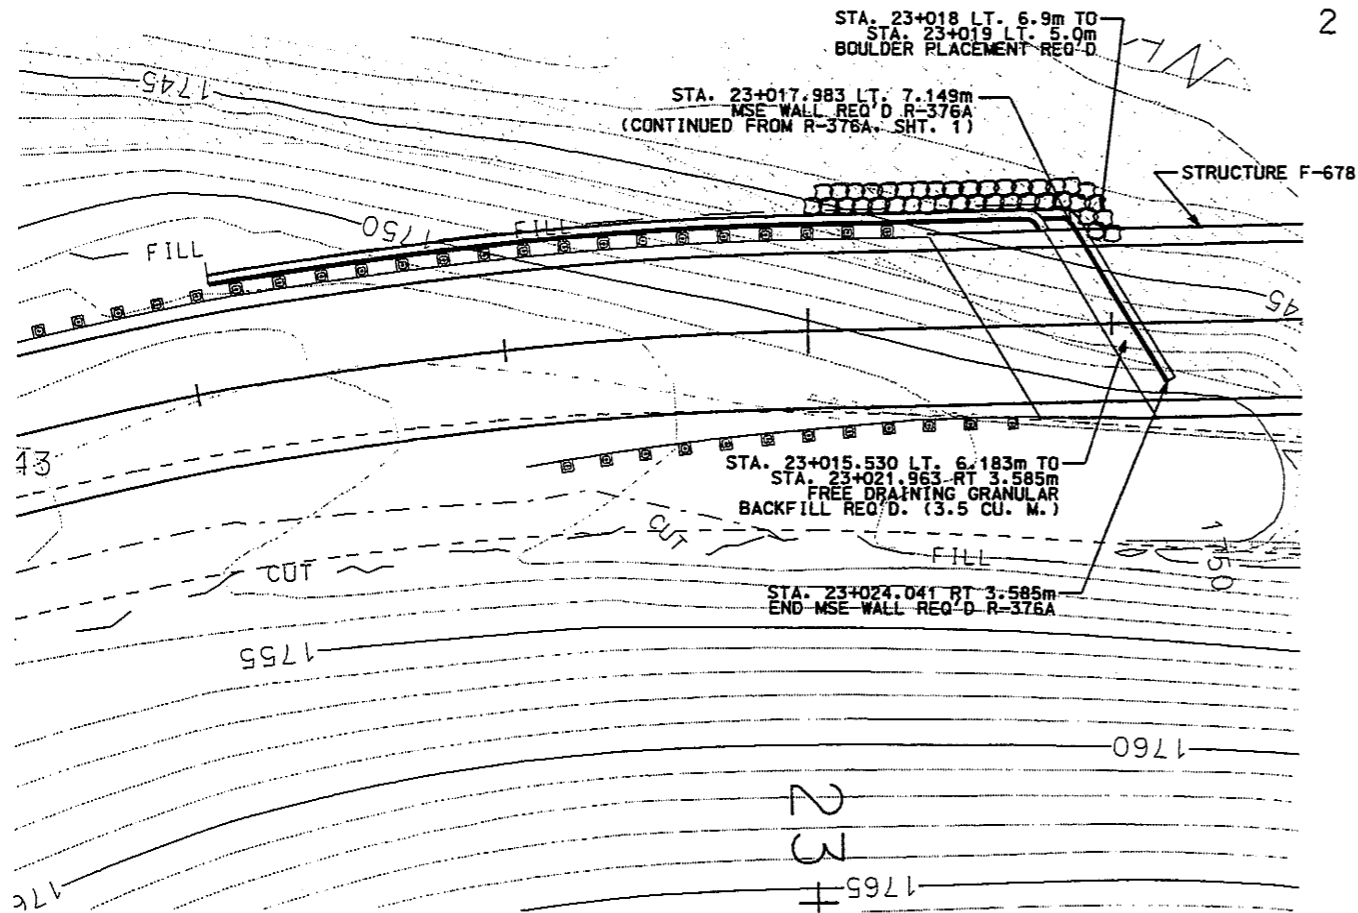 2
STA. 23+018 LT. 6.9m TO
STA. 23+019 LT. 5.0m
BOULDER PLACEMENT REQ'D
N
STA. 23+017.983 LT. 7.149m
MSE WALL REQ'D R-376A
(CONTINUED FROM R-376A. SHT. 1)
STRUCTURE F-678
1745
1750
FILL
FILL
45
43
STA. 23+015.530 LT. 6.183m TO
STA. 23+021.963 RT 3.585m
FREE DRAINING GRANULAR
BACKFILL REQ'D. (3.5 CU. M.)
CUT
CUT
FILL
1750
STA. 23+024.041 RT 3.585m
END MSE WALL REQ'D R-376A
1755
1760
23+
1765
176